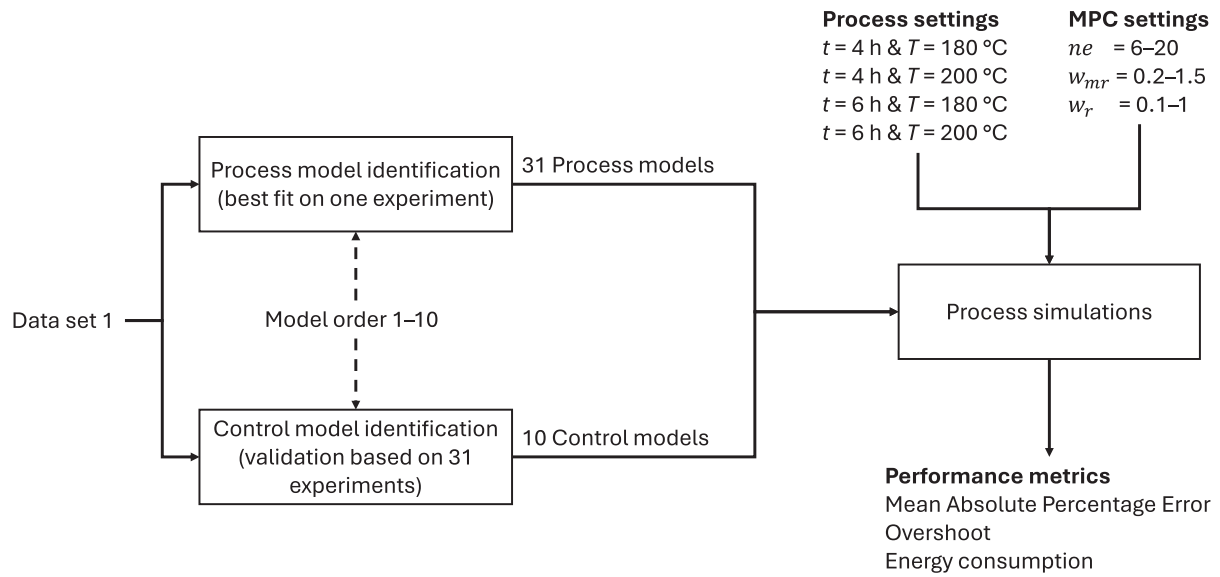 Process settings
t = 4 h & T = 180 °C
t = 4 h & T = 200 °C
t = 6 h & T = 180 °C
t = 6 h & T = 200 °C
MPC settings
ne = 6–20
w_mr = 0.2–1.5
w_r = 0.1–1
Process model identification
(best fit on one experiment)
31 Process models
Data set 1
Model order 1–10
Process simulations
Control model identification
(validation based on 31
experiments)
10 Control models
Performance metrics
Mean Absolute Percentage Error
Overshoot
Energy consumption